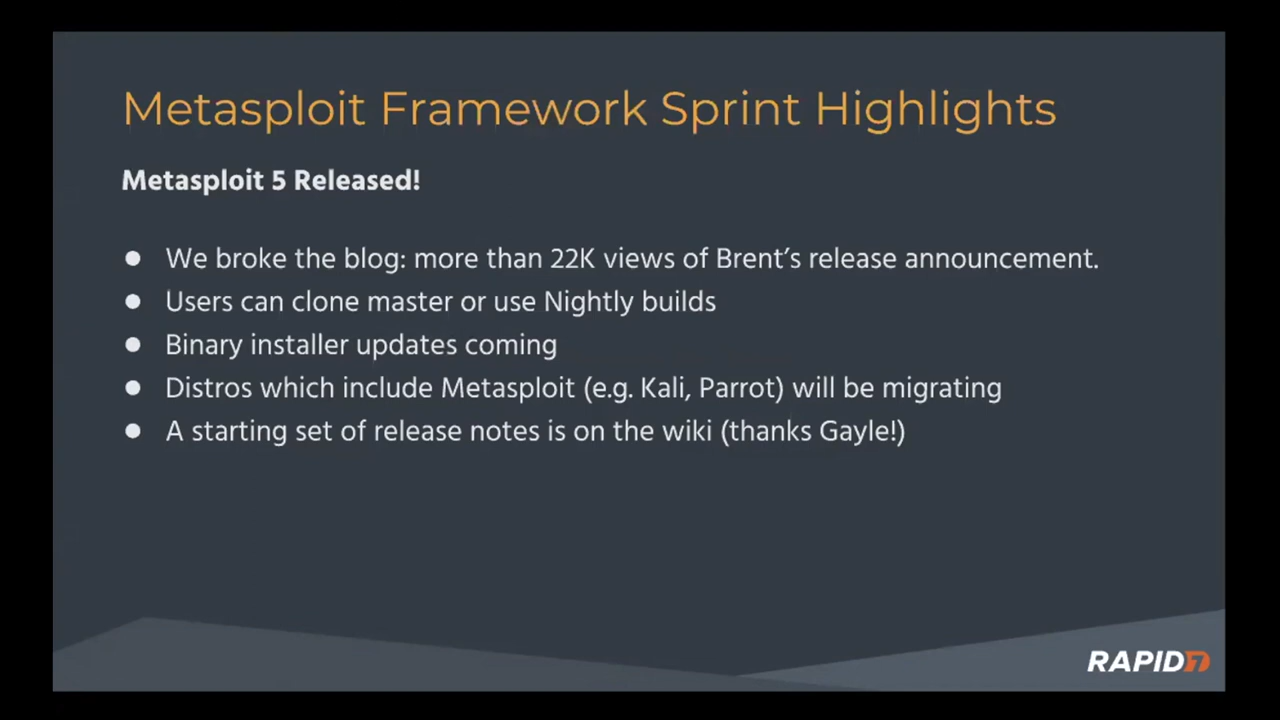 Metasploit Framework Sprint Highlights
Metasploit 5 Released!
● We broke the blog: more than 22K views of Brent's release announcement.
● Users can clone master or use Nightly builds
● Binary installer updates coming
● Distros which include Metasploit (e.g. Kali, Parrot) will be migrating
● A starting set of release notes is on the wiki (thanks Gayle!)
RAPID7